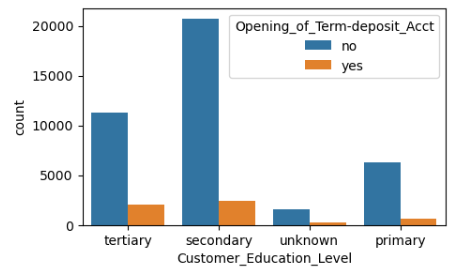 20000
15000
10000
5000
0
count
Opening_of_Term-deposit_Acct
no
yes
tertiary
secondary
unknown
primary
Customer_Education_Level